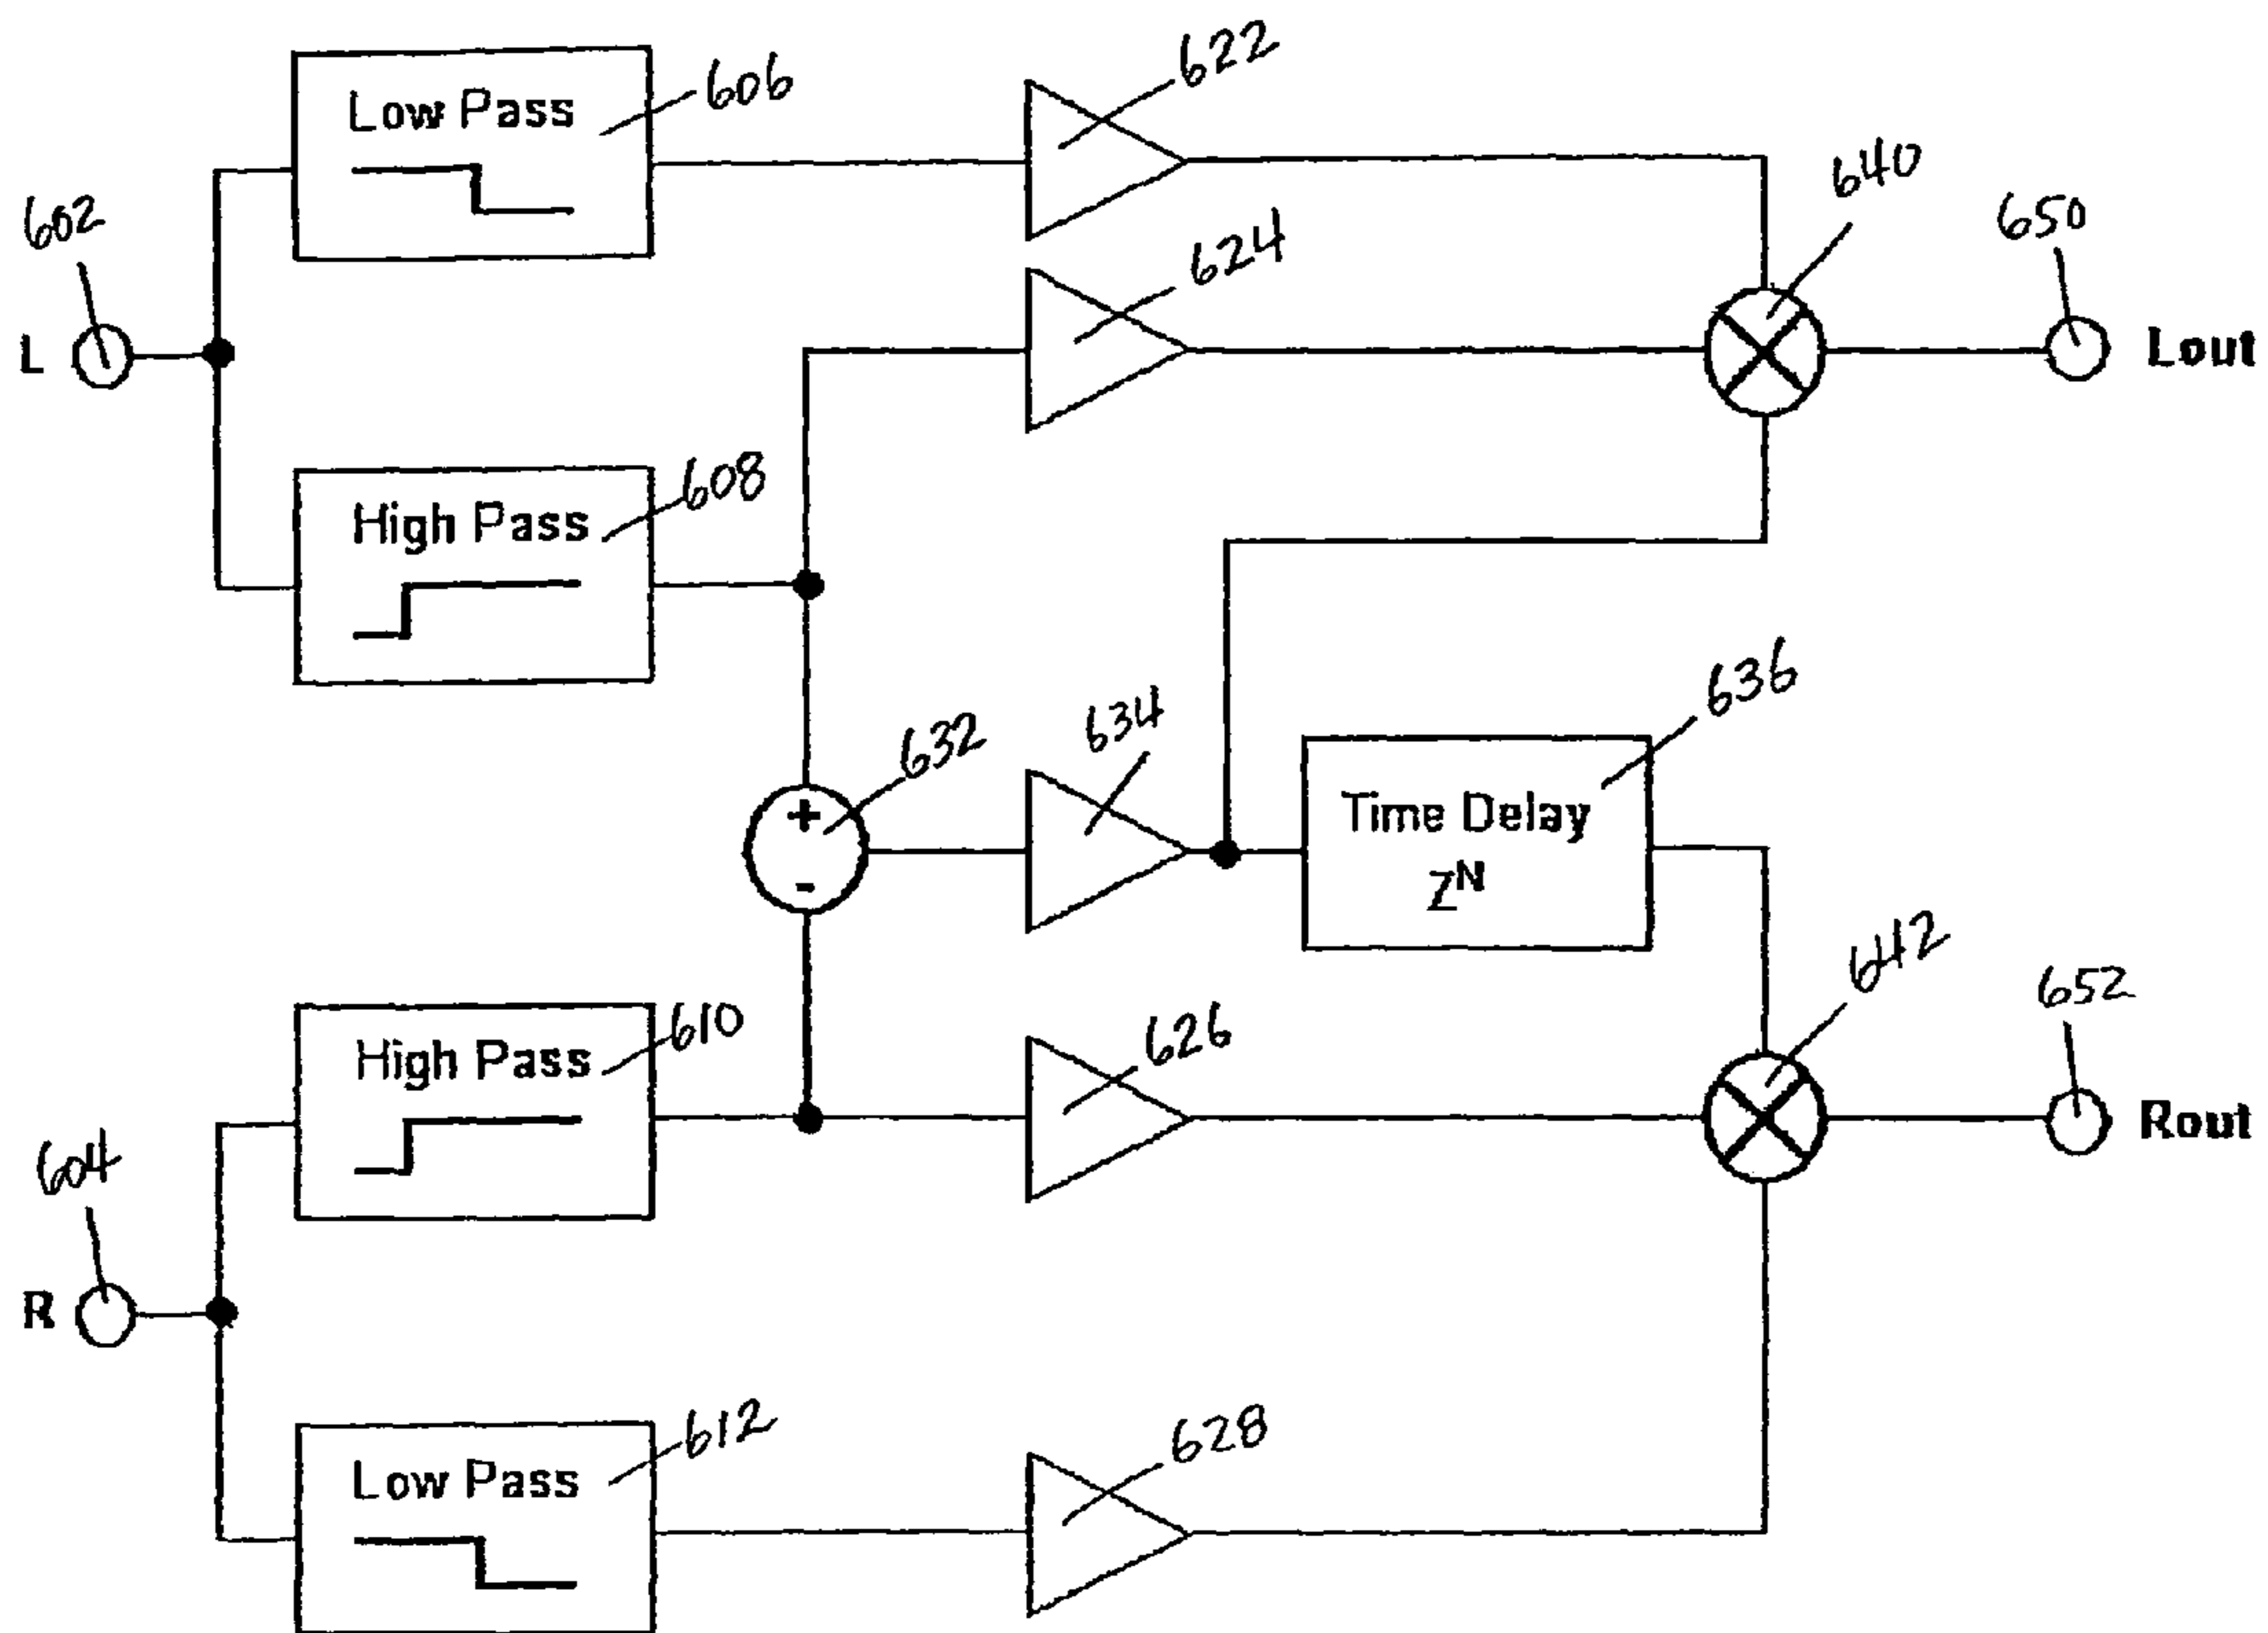 622
606
Low Pass
640
602
650
624
L
Lout
608
High Pass
636
634
632
+
Time Delay
Z^N
-
642
652
610
626
High Pass
Rout
604
R
612
628
Low Pass